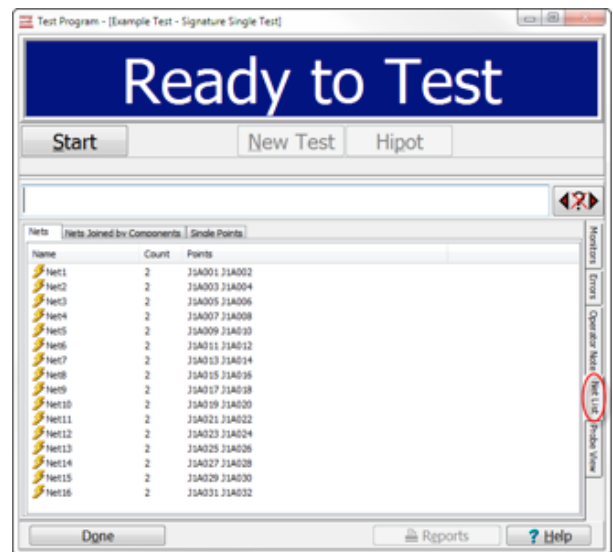 Test Program - [Example Test - Signature Single Test]
Ready to Test
Start New Test Hipot
Nets Nets Joined by Components Single Points
Name Count Points
Net1 2 J1A001 J1A002
Net2 2 J1A003 J1A004
Net3 2 J1A005 J1A006
Net4 2 J1A007 J1A008
Net5 2 J1A009 J1A010
Net6 2 J1A011 J1A012
Net7 2 J1A013 J1A014
Net8 2 J1A015 J1A016
Net9 2 J1A017 J1A018
Net10 2 J1A019 J1A020
Net11 2 J1A021 J1A022
Net12 2 J1A023 J1A024
Net13 2 J1A025 J1A026
Net14 2 J1A027 J1A028
Net15 2 J1A029 J1A030
Net16 2 J1A031 J1A032
Monitors
Errors
Operator Note
Net List
Probe View
Done Reports ? Help